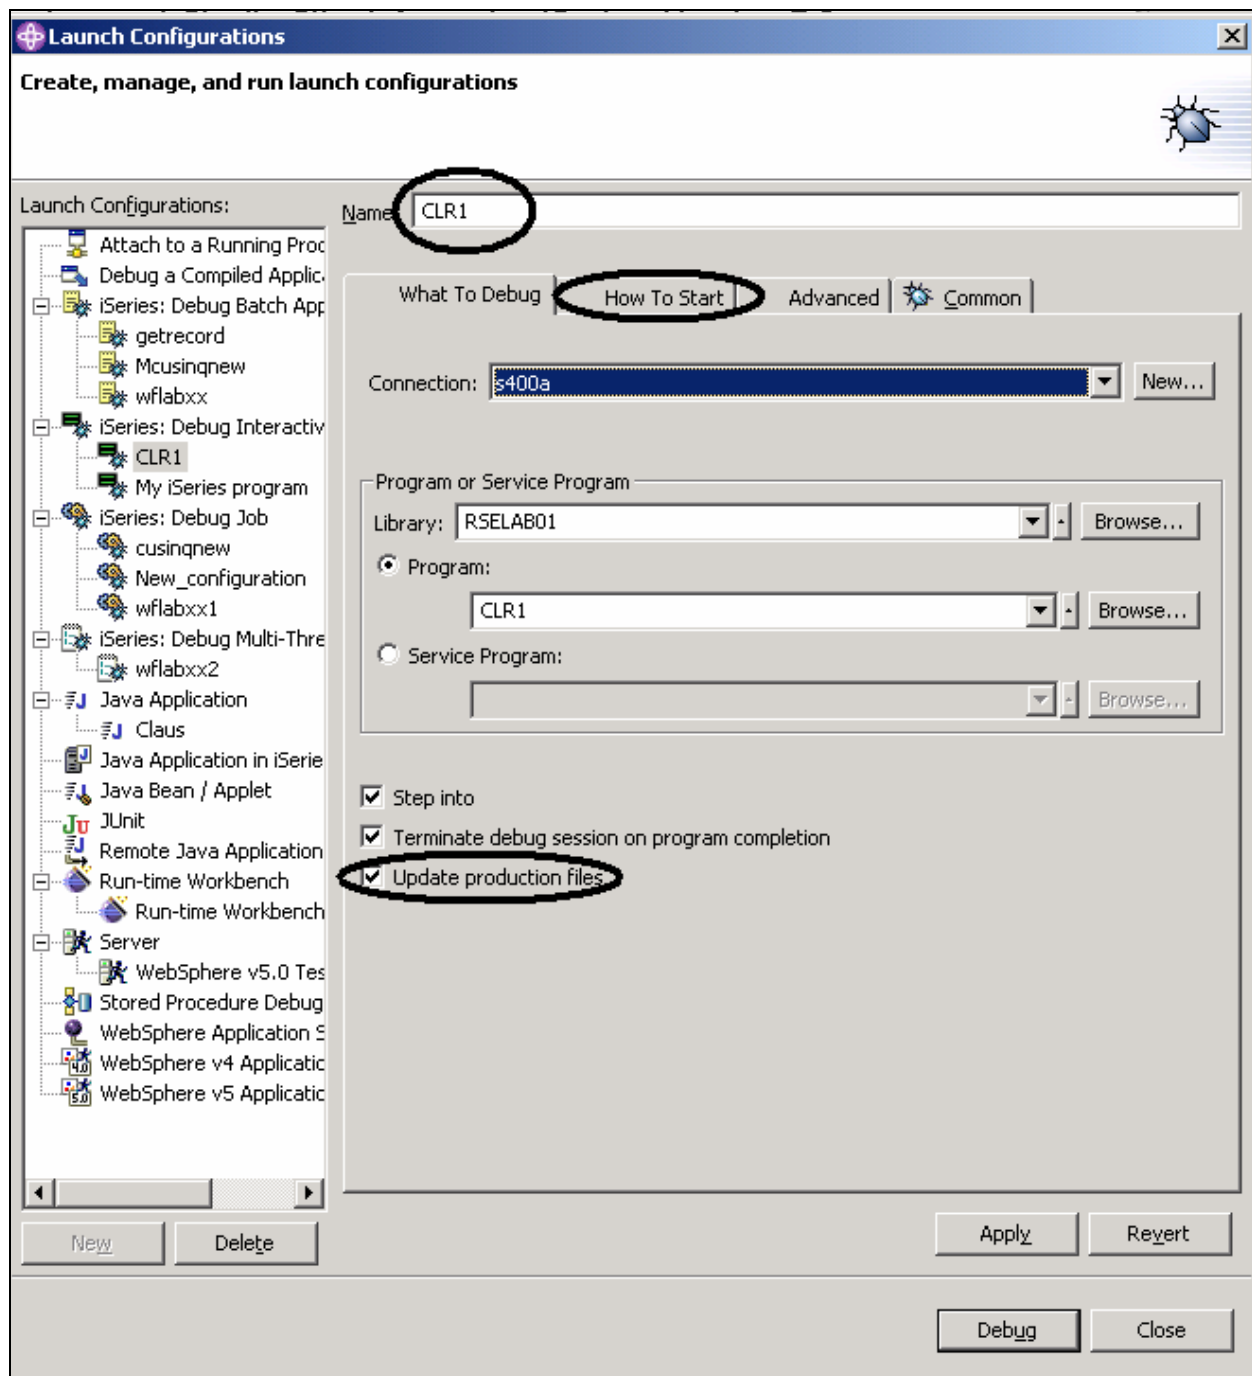 Launch Configurations
Create, manage, and run launch configurations
Launch Configurations:
Name: CLR1
Attach to a Running Proc
Debug a Compiled Applic
iSeries: Debug Batch App
getrecord
Mcusinqnew
wflabxx
iSeries: Debug Interactiv
CLR1
My iSeries program
iSeries: Debug Job
cusinqnew
New_configuration
wflabxx1
iSeries: Debug Multi-Thre
wflabxx2
Java Application
Claus
Java Application in iSerie
Java Bean / Applet
JUnit
Remote Java Application
Run-time Workbench
Run-time Workbench
Server
WebSphere v5.0 Tes
Stored Procedure Debug
WebSphere Application S
WebSphere v4 Applicatic
WebSphere v5 Applicatic
New Delete
What To Debug How To Start Advanced Common
Connection: s400a New...
Program or Service Program
Library: RSELAB01 Browse...
Program:
CLR1 Browse...
Service Program:
Browse...
Step into
Terminate debug session on program completion
Update production files
Apply Revert
Debug Close